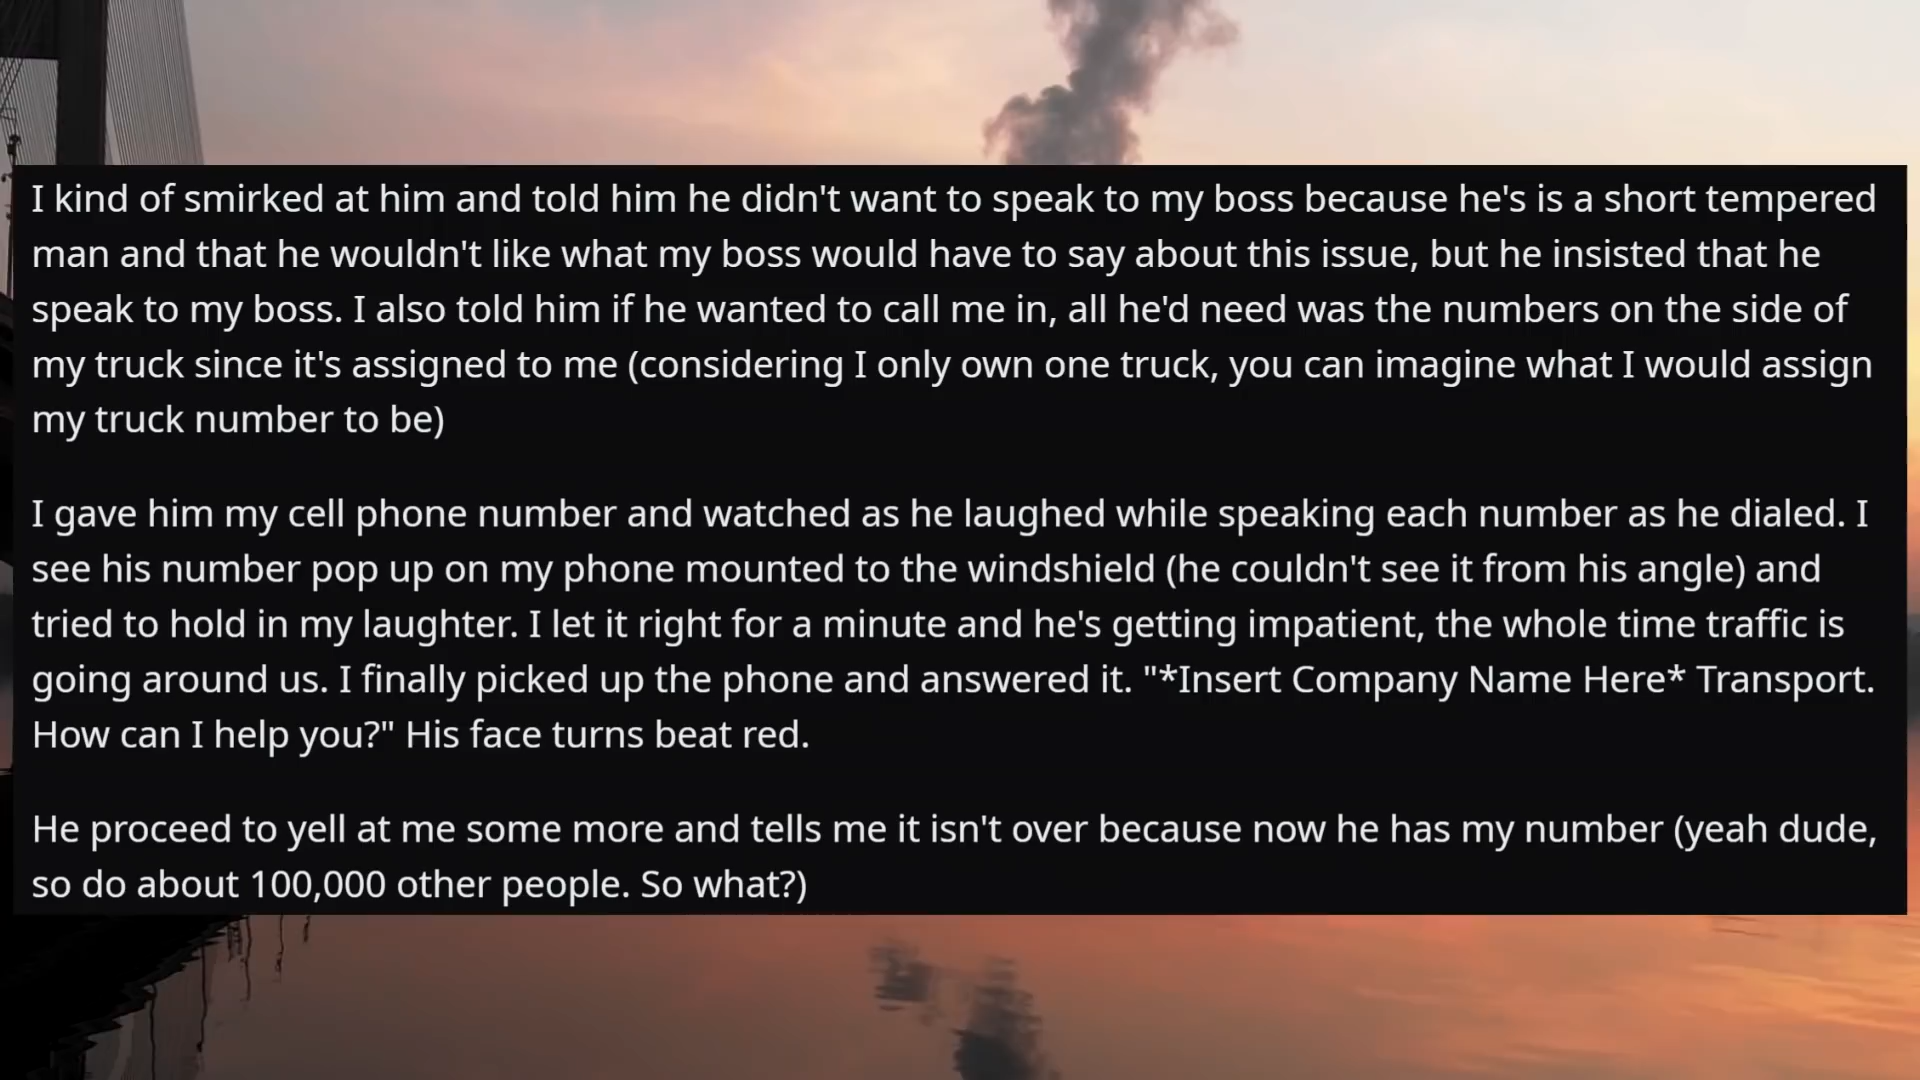 I kind of smirked at him and told him he didn't want to speak to my boss because he's is a short tempered
man and that he wouldn't like what my boss would have to say about this issue, but he insisted that he
speak to my boss. I also told him if he wanted to call me in, all he'd need was the numbers on the side of
my truck since it's assigned to me (considering I only own one truck, you can imagine what I would assign
my truck number to be)
I gave him my cell phone number and watched as he laughed while speaking each number as he dialed. I
see his number pop up on my phone mounted to the windshield (he couldn't see it from his angle) and
tried to hold in my laughter. I let it right for a minute and he's getting impatient, the whole time traffic is
going around us. I finally picked up the phone and answered it. "*Insert Company Name Here* Transport.
How can I help you?" His face turns beat red.
He proceed to yell at me some more and tells me it isn't over because now he has my number (yeah dude,
so do about 100,000 other people. So what?)